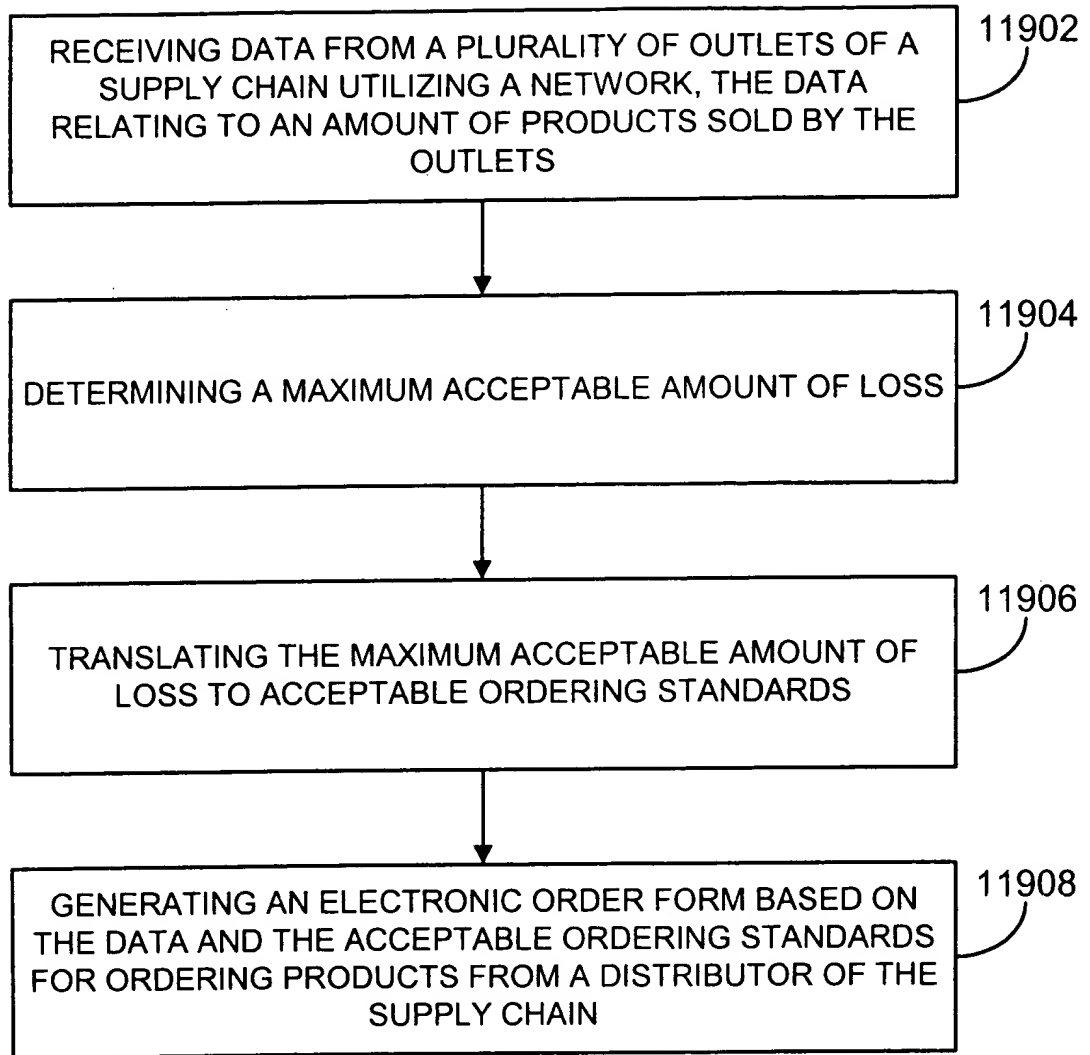 RECEIVING DATA FROM A PLURALITY OF OUTLETS OF A
SUPPLY CHAIN UTILIZING A NETWORK, THE DATA
RELATING TO AN AMOUNT OF PRODUCTS SOLD BY THE
OUTLETS
11902
DETERMINING A MAXIMUM ACCEPTABLE AMOUNT OF LOSS
11904
TRANSLATING THE MAXIMUM ACCEPTABLE AMOUNT OF
LOSS TO ACCEPTABLE ORDERING STANDARDS
11906
GENERATING AN ELECTRONIC ORDER FORM BASED ON
THE DATA AND THE ACCEPTABLE ORDERING STANDARDS
FOR ORDERING PRODUCTS FROM A DISTRIBUTOR OF THE
SUPPLY CHAIN
11908